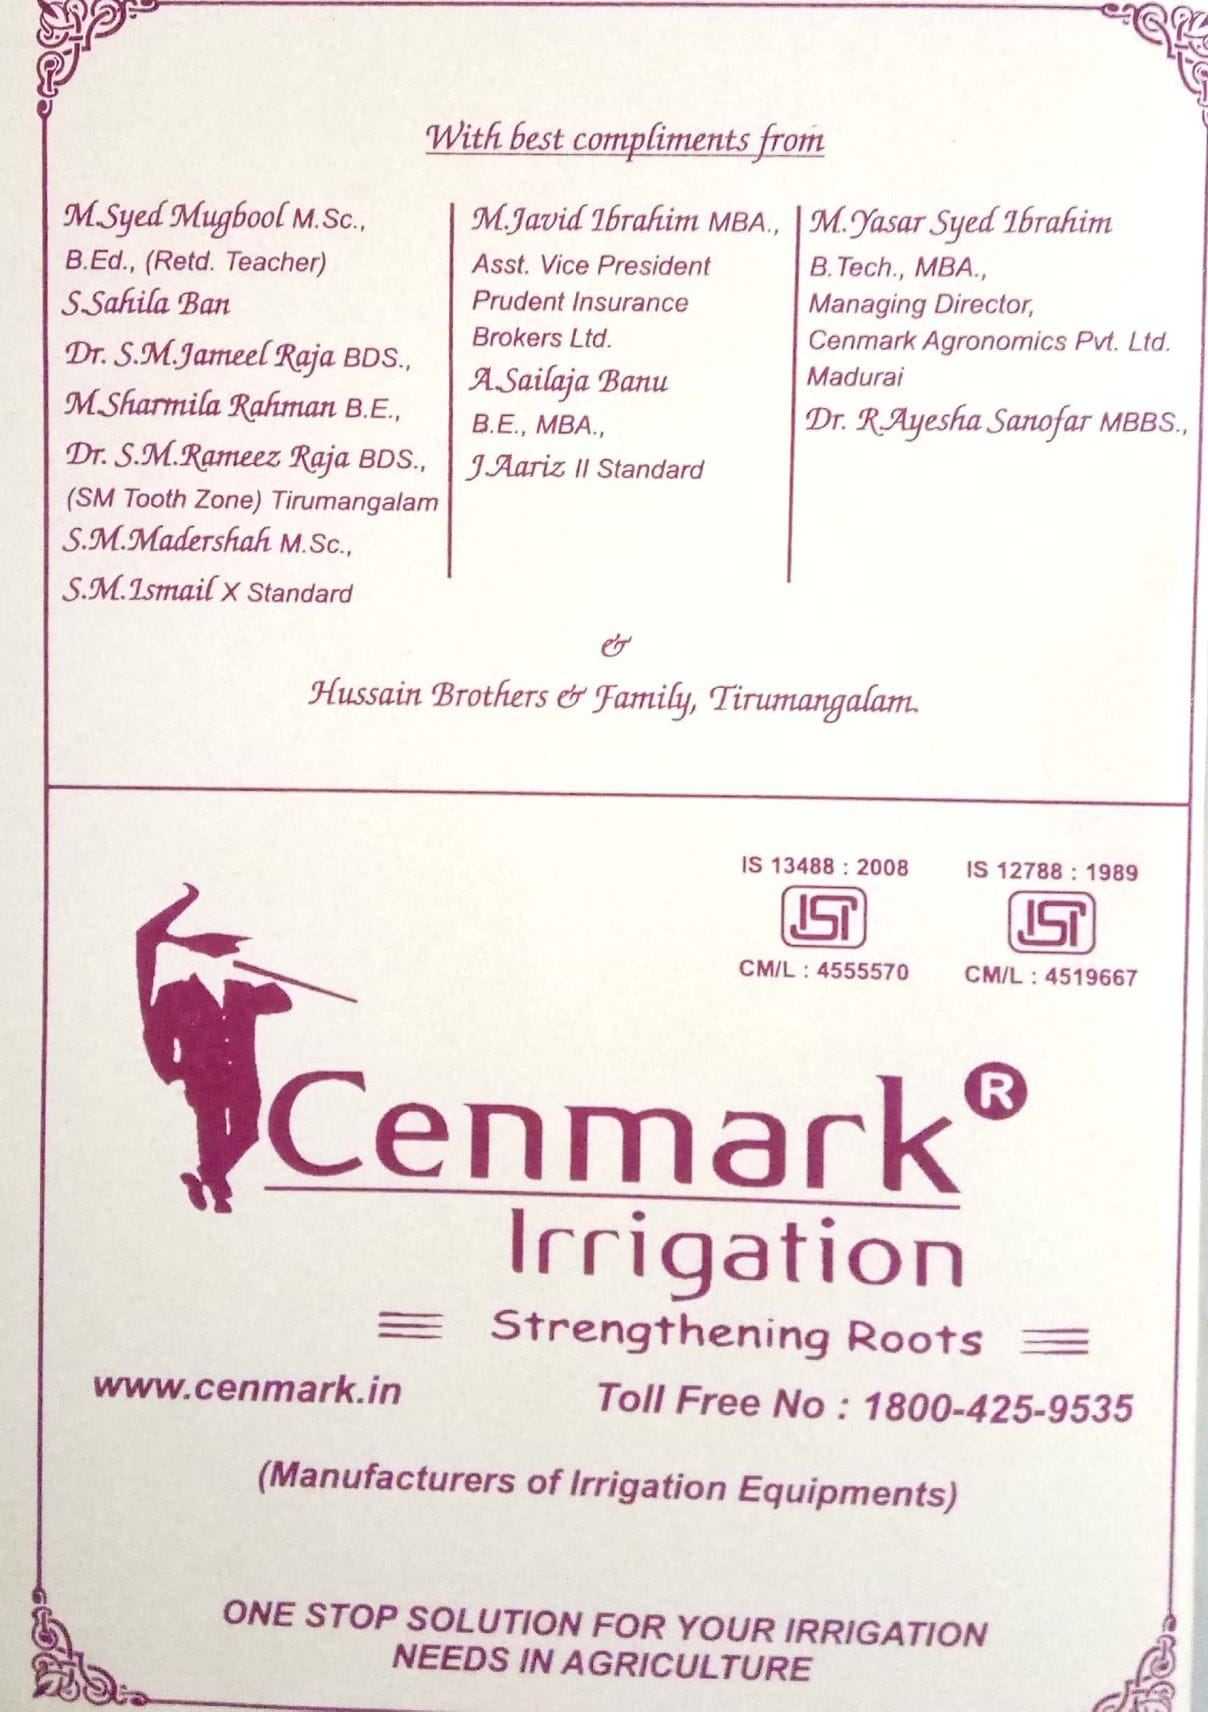 With best compliments from
M.Syed Mugbool M.Sc.,
B.Ed., (Retd. Teacher)
S.Sahila Ban
Dr. S.M.Jameel Raja BDS.,
M.Sharmila Rahman B.E.,
Dr. S.M.Rameez Raja BDS.,
(SM Tooth Zone) Tirumangalam
S.M.Madershah M.Sc.,
S.M.Ismail X Standard
M.Javid Ibrahim MBA.,
Asst. Vice President
Prudent Insurance
Brokers Ltd.
A.Sailaja Banu
B.E., MBA.,
J.Aariz II Standard
M.Yasar Syed Ibrahim
B.Tech., MBA.,
Managing Director,
Cenmark Agronomics Pvt. Ltd.
Madurai
Dr. R.Ayesha Sanofar MBBS.,
&
Hussain Brothers & Family, Tirumangalam.
IS 13488 : 2008
ISI
CM/L : 4555570
IS 12788 : 1989
ISI
CM/L : 4519667
Cenmark ®
Irrigation
Strengthening Roots
www.cenmark.in
Toll Free No : 1800-425-9535
(Manufacturers of Irrigation Equipments)
ONE STOP SOLUTION FOR YOUR IRRIGATION
NEEDS IN AGRICULTURE